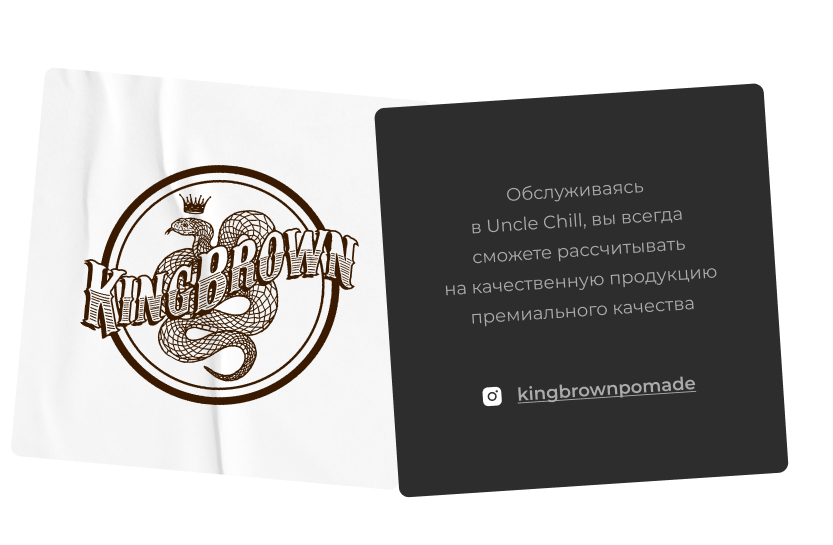 KINGBROWN
Обслуживаясь
в Uncle Chill, вы всегда
сможете рассчитывать
на качественную продукцию
премиального качества
kingbrownpomade